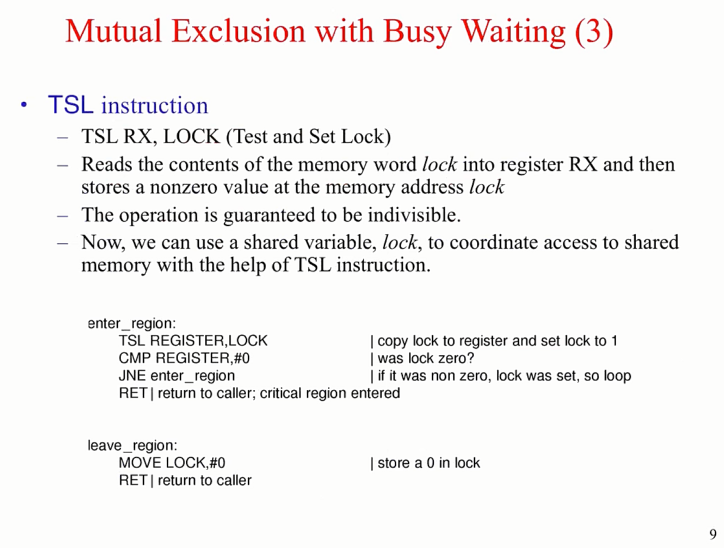 Mutual Exclusion with Busy Waiting (3)
• TSL instruction
– TSL RX, LOCK (Test and Set Lock)
– Reads the contents of the memory word lock into register RX and then
stores a nonzero value at the memory address lock
– The operation is guaranteed to be indivisible.
– Now, we can use a shared variable, lock, to coordinate access to shared
memory with the help of TSL instruction.
enter_region:
TSL REGISTER,LOCK | copy lock to register and set lock to 1
CMP REGISTER,#0 | was lock zero?
JNE enter_region | if it was non zero, lock was set, so loop
RET | return to caller; critical region entered
leave_region:
MOVE LOCK,#0 | store a 0 in lock
RET | return to caller
9